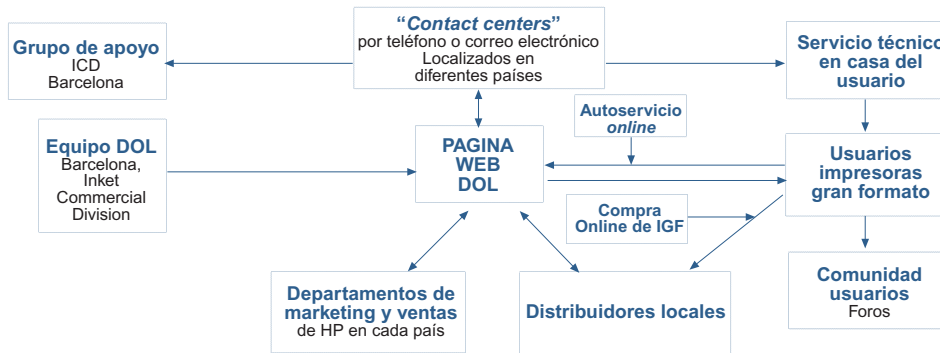 “Contact centers”
por teléfono o correo electrónico
Localizados en
diferentes países
Grupo de apoyo
ICD
Barcelona
Servicio técnico
en casa del
usuario
Autoservicio
online
Equipo DOL
Barcelona,
Inket
Commercial
Division
PAGINA
WEB
DOL
Usuarios
impresoras
gran formato
Compra
Online de IGF
Departamentos de
marketing y ventas
de HP en cada país
Distribuidores locales
Comunidad
usuarios
Foros